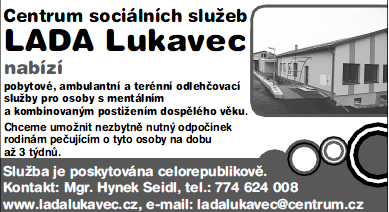 Centrum sociálních služeb
LADA Lukavec
nabízí
pobytové, ambulantní a terénní odlehčovací
služby pro osoby s mentálním
a kombinovaným postižením dospělého věku.
Chceme umožnit nezbytně nutný odpočinek
rodinám pečujícím o tyto osoby na dobu
až 3 týdnů.
Služba je poskytována celorepublikově.
Kontakt: Mgr. Hynek Seidl, tel.: 774 624 008
www.ladalukavec.cz, e-mail: ladalukavec@centrum.cz